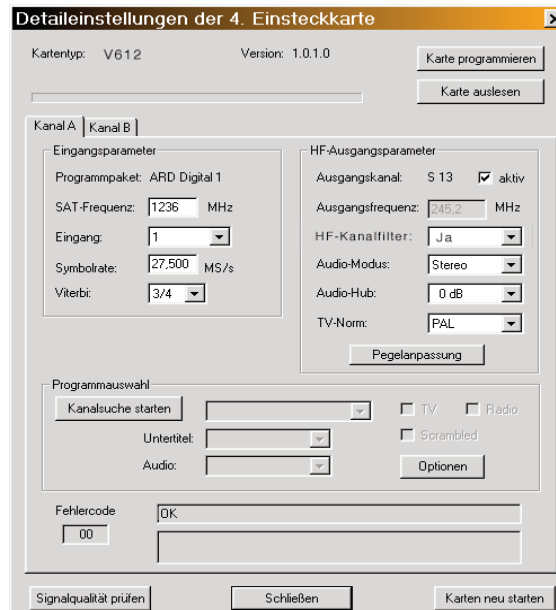 Detaileinstellungen der 4. Einsteckkarte
Kartentyp: V612 Version: 1.0.1.0
Karte programmieren
Karte auslesen
Kanal A Kanal B
Eingangsparameter
Programmpaket: ARD Digital 1
SAT-Frequenz: 1236 MHz
Eingang: 1
Symbolrate: 27,500 MS/s
Viterbi: 3/4
HF-Ausgangsparameter
Ausgangskanal: S 13 aktiv
Ausgangsfrequenz: 245,2 MHz
HF-Kanalfilter: Ja
Audio-Modus: Stereo
Audio-Hub: 0 dB
TV-Norm: PAL
Pegelanpassung
Programmauswahl
Kanalsuche starten
TV Radio
Untertitel:
Scrambled
Audio:
Optionen
Fehlercode
00
OK
Signalqualität prüfen Schließen Karten neu starten